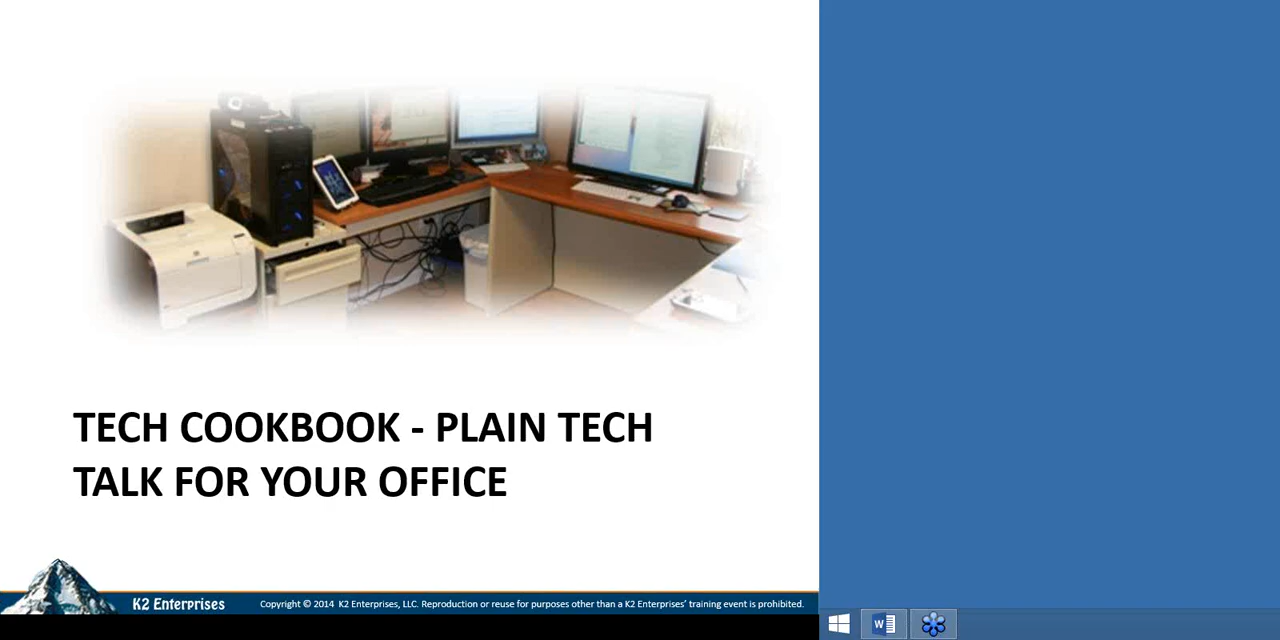 TECH COOKBOOK - PLAIN TECH
TALK FOR YOUR OFFICE
K2 Enterprises
Copyright © 2014 K2 Enterprises, LLC. Reproduction or reuse for purposes other than a K2 Enterprises' training event is prohibited.
W